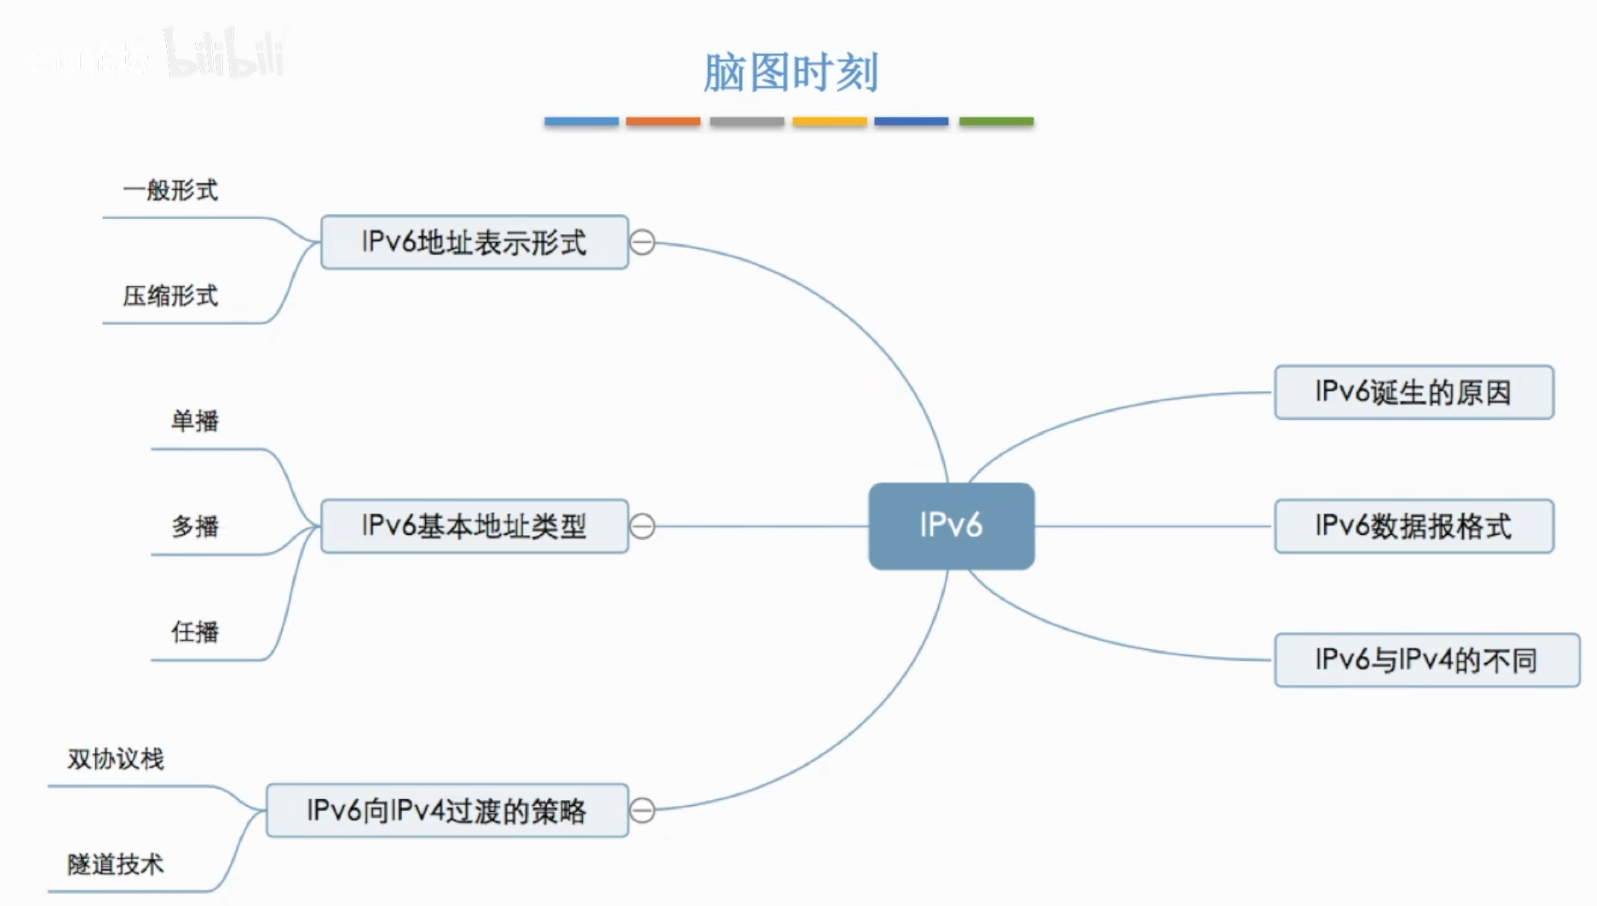 bilibili
脑图时刻
一般形式
压缩形式
IPv6地址表示形式
单播
多播
任播
IPv6基本地址类型
双协议栈
隧道技术
IPv6向IPv4过渡的策略
IPv6
IPv6诞生的原因
IPv6数据报格式
IPv6与IPv4的不同